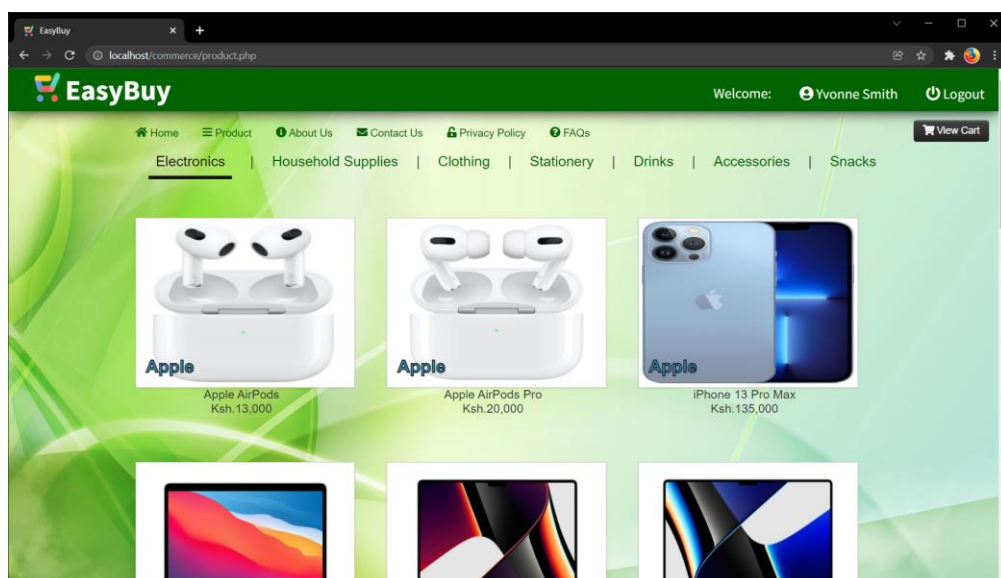 EasyBuy
localhost/commerce/product.php
EasyBuy
Welcome: Yvonne Smith Logout
Home Product About Us Contact Us Privacy Policy FAQs View Cart
Electronics | Household Supplies | Clothing | Stationery | Drinks | Accessories | Snacks
Apple Apple Apple
Apple AirPods Apple AirPods Pro iPhone 13 Pro Max
Ksh.13,000 Ksh.20,000 Ksh.135,000